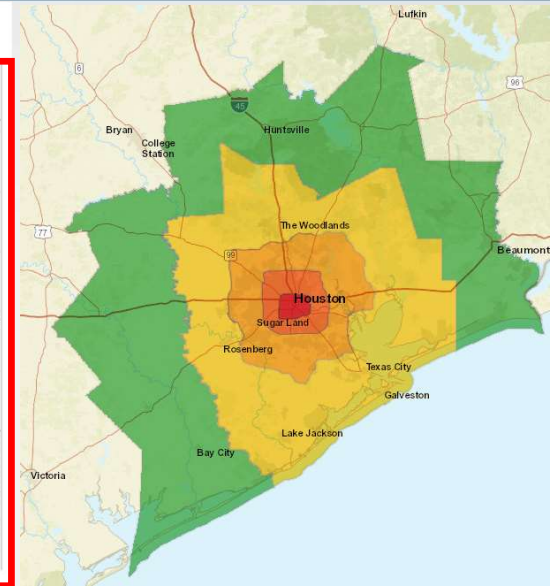 Lufkin
6
96
45
Bryan
Huntsville
College
Station
77
The Woodlands
99
Beaumont
Houston
Sugar Land
Rosenberg
Texas City
Galveston
Lake Jackson
Bay City
Victoria